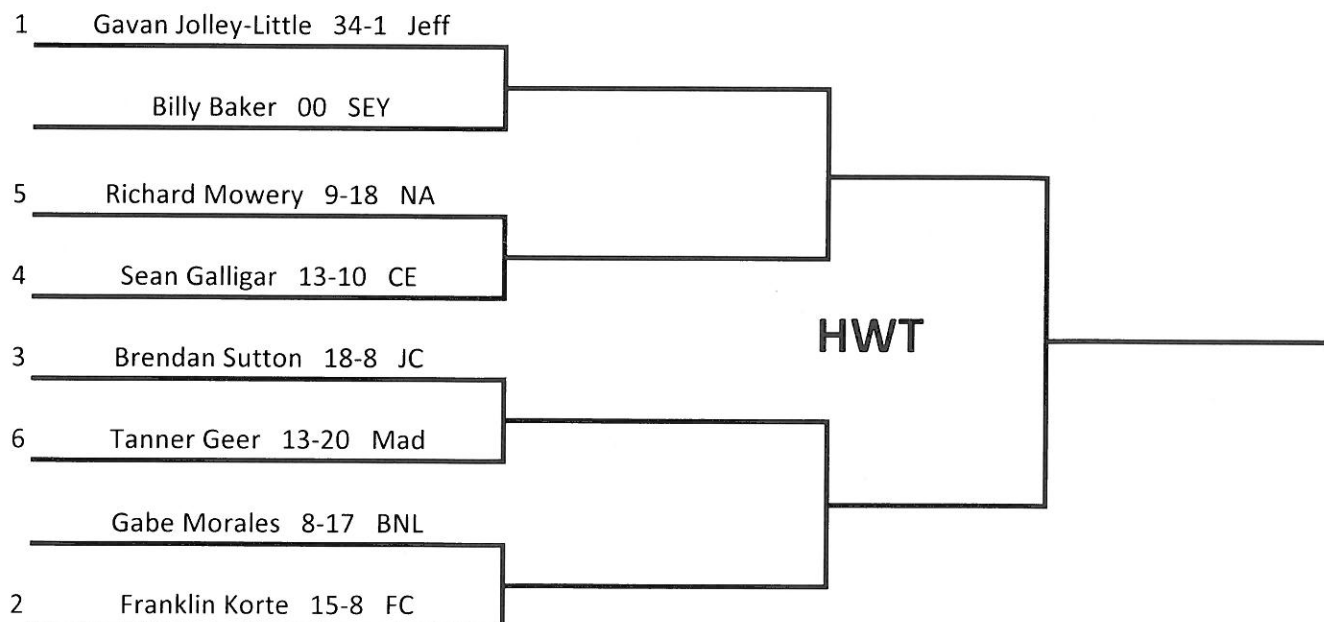 1 Gavan Jolley-Little 34-1 Jeff
Billy Baker 00 SEY
5 Richard Mowery 9-18 NA
4 Sean Galligar 13-10 CE
HWT
3 Brendan Sutton 18-8 JC
6 Tanner Geer 13-20 Mad
Gabe Morales 8-17 BNL
2 Franklin Korte 15-8 FC